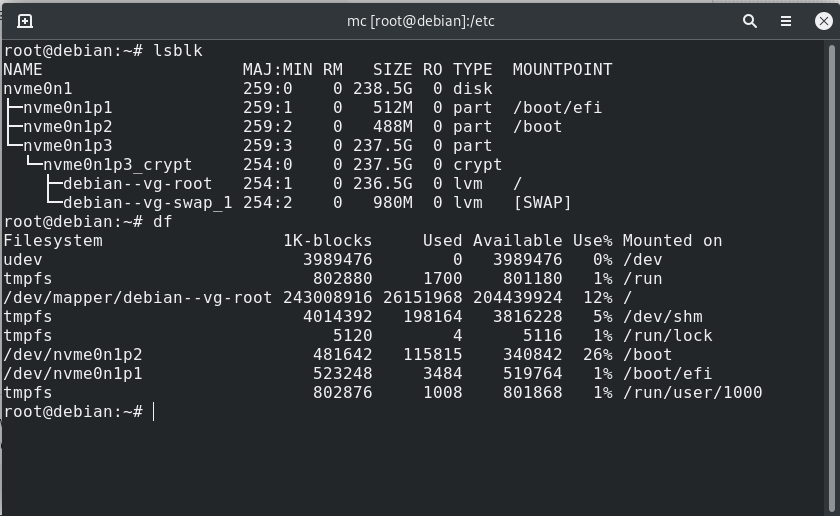 mc [root@debian]:/etc
root@debian:~# lsblk
NAME                    MAJ:MIN RM   SIZE RO TYPE  MOUNTPOINT
nvme0n1                 259:0    0 238.5G  0 disk
├─nvme0n1p1             259:1    0   512M  0 part  /boot/efi
├─nvme0n1p2             259:2    0   488M  0 part  /boot
└─nvme0n1p3             259:3    0 237.5G  0 part
  └─nvme0n1p3_crypt     254:0    0 237.5G  0 crypt
    ├─debian--vg-root   254:1    0 236.5G  0 lvm   /
    └─debian--vg-swap_1 254:2    0   980M  0 lvm   [SWAP]
root@debian:~# df
Filesystem                  1K-blocks     Used Available Use% Mounted on
udev                          3989476        0   3989476   0% /dev
tmpfs                          802880     1700    801180   1% /run
/dev/mapper/debian--vg-root 243008916 26151968 204439924  12% /
tmpfs                         4014392   198164   3816228   5% /dev/shm
tmpfs                            5120        4      5116   1% /run/lock
/dev/nvme0n1p2                 481642   115815    340842  26% /boot
/dev/nvme0n1p1                 523248     3484    519764   1% /boot/efi
tmpfs                          802876     1008    801868   1% /run/user/1000
root@debian:~#